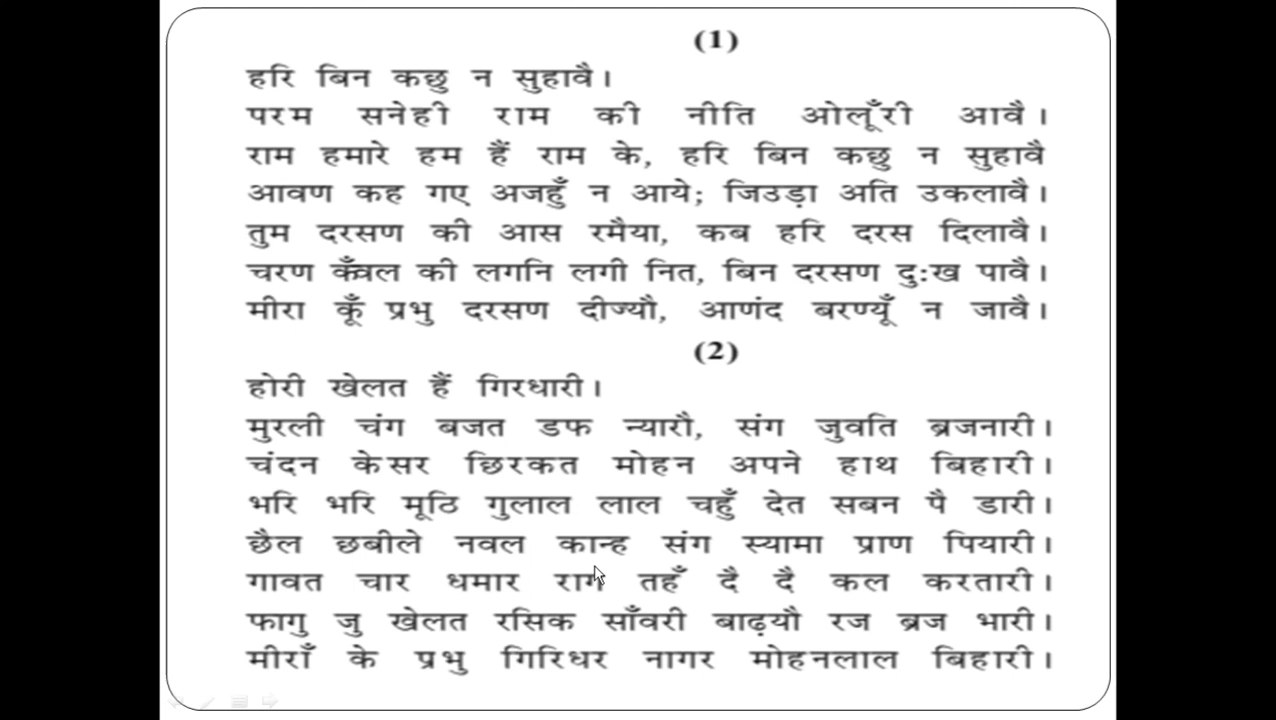 (1)
हरि बिन कछु न सुहावै।
परम सनेही राम की नीति ओलूँरी आवै।
राम हमारे हम हैं राम के, हरि बिन कछु न सुहावै
आवण कह गए अजहुँ न आये; जिउड़ा अति उकलावै।
तुम दरसण की आस रमैया, कब हरि दरस दिलावै।
चरण कँवल की लगनि लगी नित, बिन दरसण दुःख पावै।
मीरा कूँ प्रभु दरसण दीज्यौ, आणंद बरण्यूँ न जावै।
(2)
होरी खेलत हैं गिरधारी।
मुरली चंग बजत डफ न्यारौ, संग जुवति ब्रजनारी।
चंदन केसर छिरकत मोहन अपने हाथ बिहारी।
भरि भरि मूठि गुलाल लाल चहुँ देत सबन पै डारी।
छैल छबीले नवल कान्ह संग स्यामा प्राण पियारी।
गावत चार धमार राग तहँ दै दै कल करतारी।
फागु जु खेलत रसिक साँवरी बाढ़यौ रज ब्रज भारी।
मीराँ के प्रभु गिरिधर नागर मोहनलाल बिहारी।